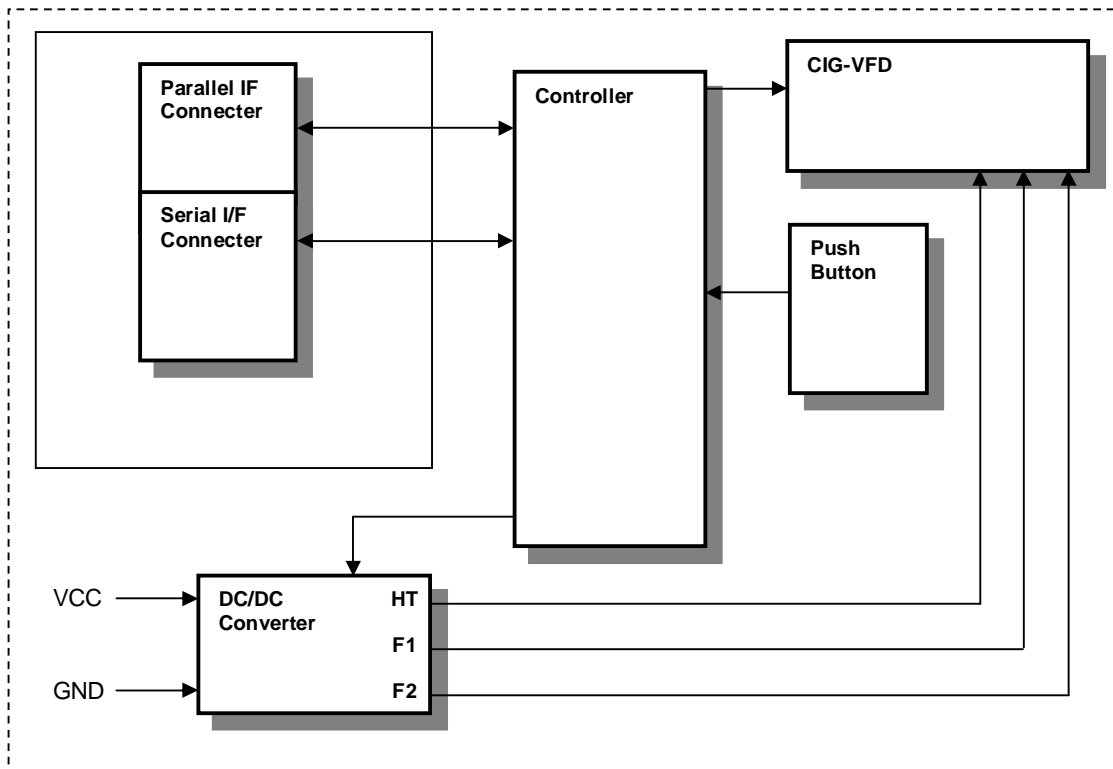 Parallel IF
Connecter
Serial I/F
Connecter
Controller
CIG-VFD
Push
Button
VCC
GND
DC/DC
Converter
HT
F1
F2